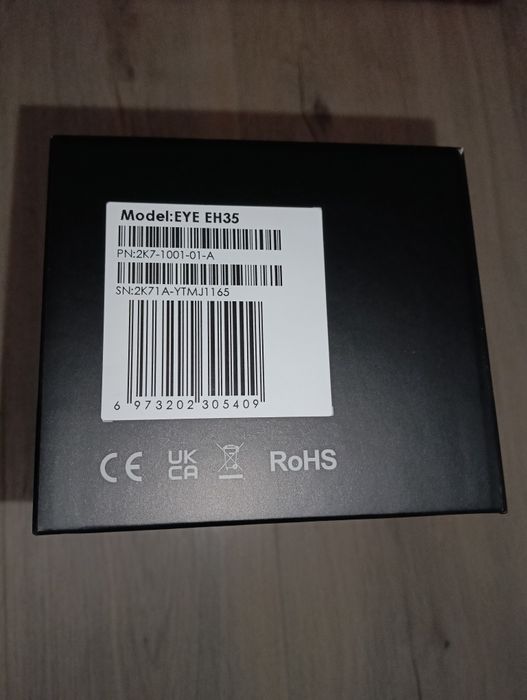 Model:EYE EH35
PN:2K7-1001-01-A
SN:2K71A-YTMJ1165
6 973202 305409
CE UK CA RoHS